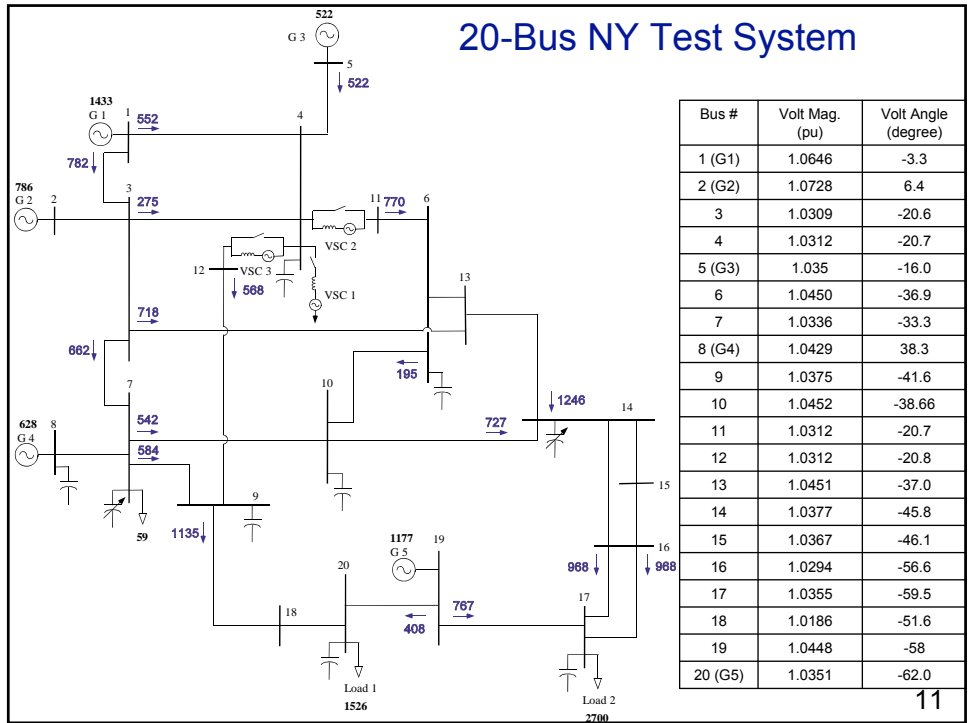 20-Bus NY Test System
522
G 3
5
522
1433
G 1
1
552
4
782
786
G 2
2
3
275
11
770
6
VSC 2
12
VSC 3
568
VSC 1
13
718
662
195
7
10
1246
14
628
G 4
8
542
727
584
15
9
59
1135
1177
G 5
19
968
16
968
20
767
17
18
408
Load 1
1526
Load 2
2700
Bus # Volt Mag. (pu) Volt Angle (degree)
1 (G1) 1.0646 -3.3
2 (G2) 1.0728 6.4
3 1.0309 -20.6
4 1.0312 -20.7
5 (G3) 1.035 -16.0
6 1.0450 -36.9
7 1.0336 -33.3
8 (G4) 1.0429 38.3
9 1.0375 -41.6
10 1.0452 -38.66
11 1.0312 -20.7
12 1.0312 -20.8
13 1.0451 -37.0
14 1.0377 -45.8
15 1.0367 -46.1
16 1.0294 -56.6
17 1.0355 -59.5
18 1.0186 -51.6
19 1.0448 -58
20 (G5) 1.0351 -62.0
11